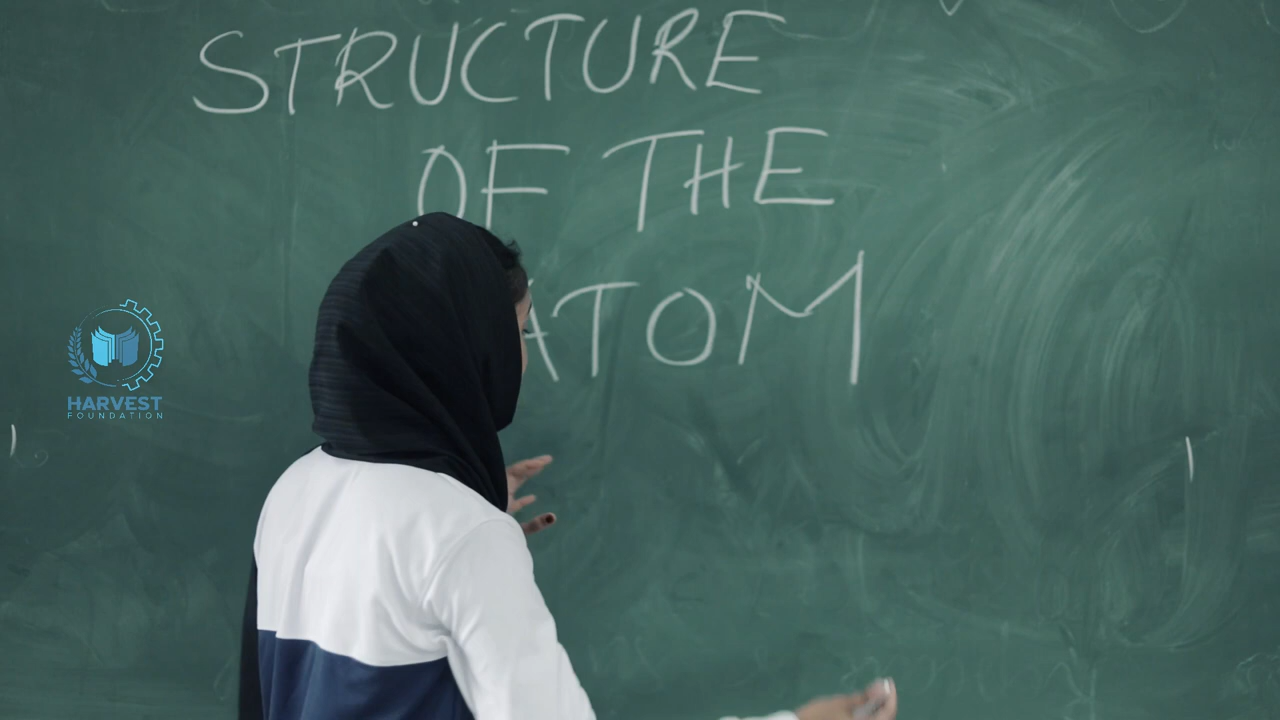 STRUCTURE
OF THE
ATOM
HARVEST
FOUNDATION